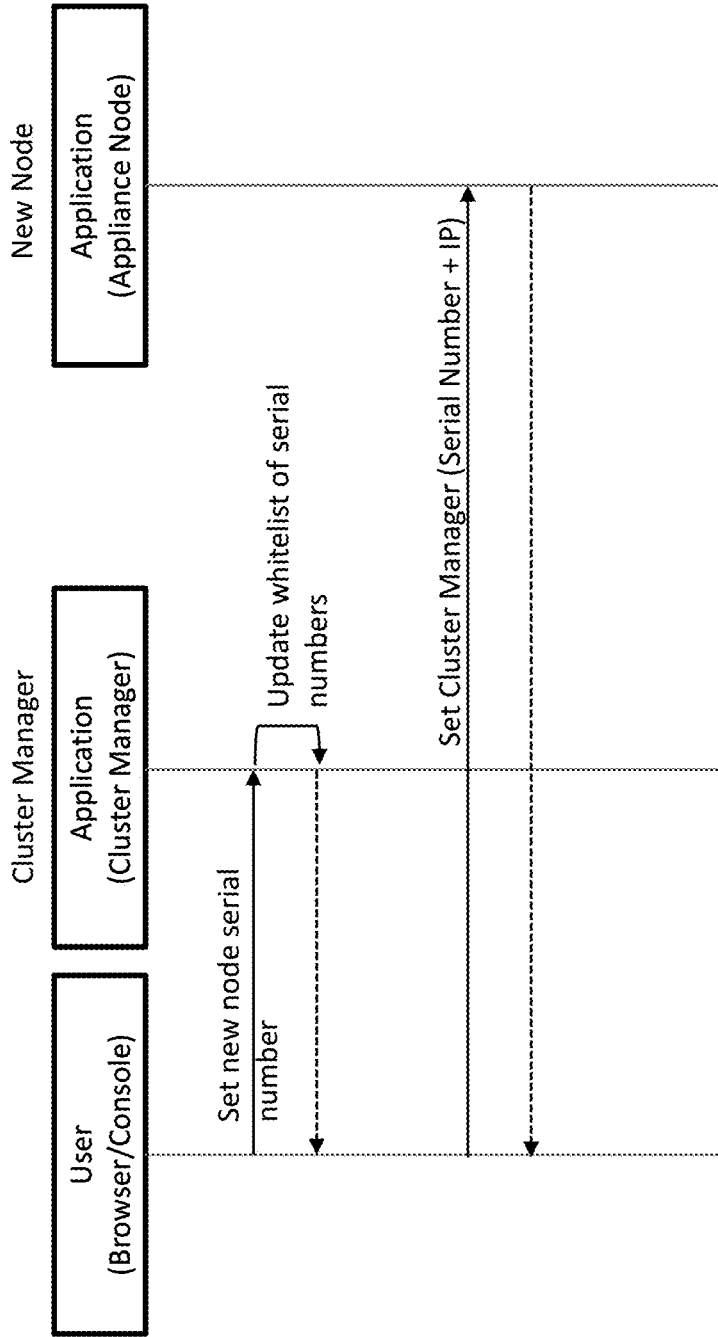 Cluster Manager
New Node
User
(Browser/Console)
Application
(Cluster Manager)
Application
(Appliance Node)
Set new node serial
number
Update whitelist of serial
numbers
Set Cluster Manager (Serial Number + IP)